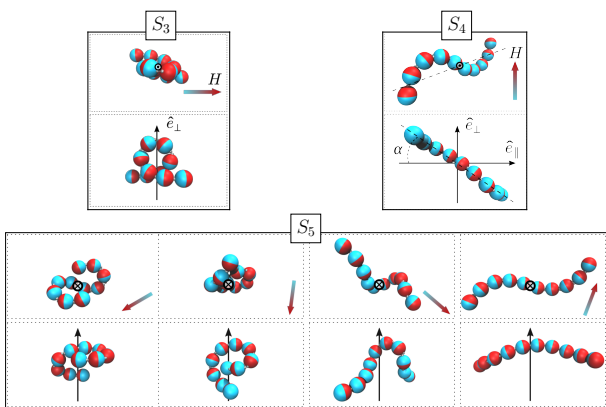 S₃
S₄
H
H
ê⊥
ê⊥
ê∥
α
S₅